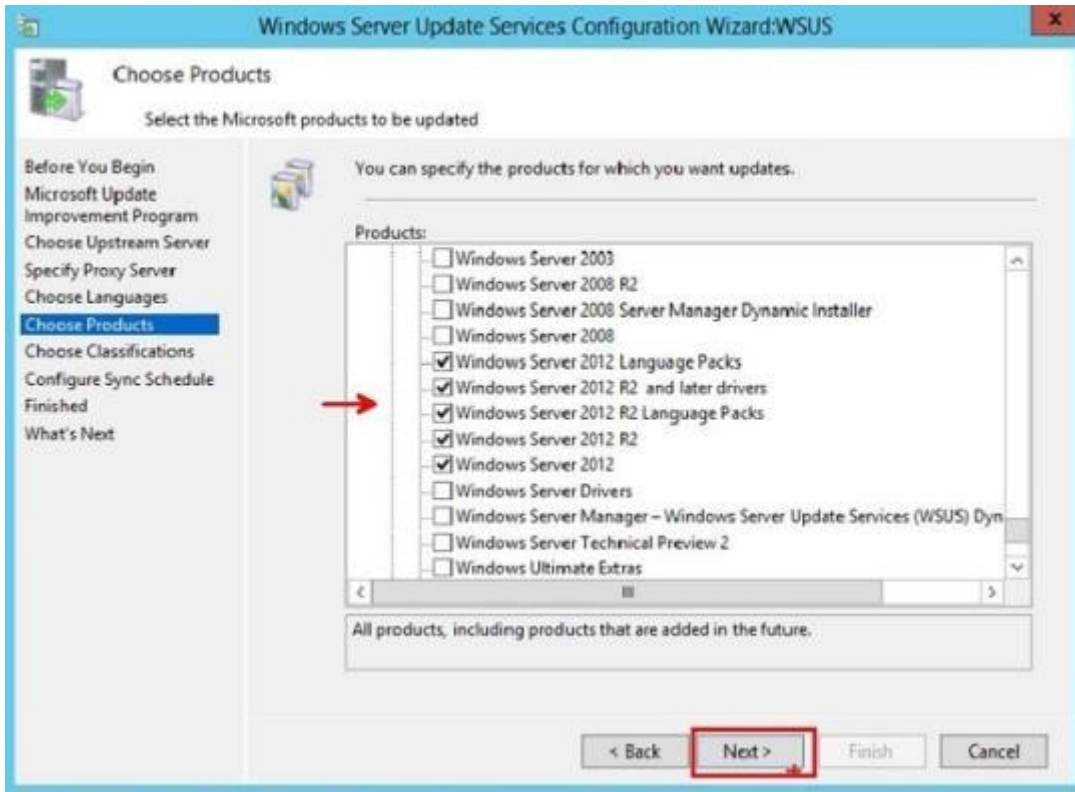 Windows Server Update Services Configuration Wizard:WSUS
x
Choose Products
Select the Microsoft products to be updated
Before You Begin
Microsoft Update
Improvement Program
Choose Upstream Server
Specify Proxy Server
Choose Languages
Choose Products
Choose Classifications
Configure Sync Schedule
Finished
What's Next
You can specify the products for which you want updates.
Products:
Windows Server 2003
Windows Server 2008 R2
Windows Server 2008 Server Manager Dynamic Installer
Windows Server 2008
Windows Server 2012 Language Packs
Windows Server 2012 R2 and later drivers
Windows Server 2012 R2 Language Packs
Windows Server 2012 R2
Windows Server 2012
Windows Server Drivers
Windows Server Manager – Windows Server Update Services (WSUS) Dyn
Windows Server Technical Preview 2
Windows Ultimate Extras
All products, including products that are added in the future.
< Back
Next >
Finish
Cancel